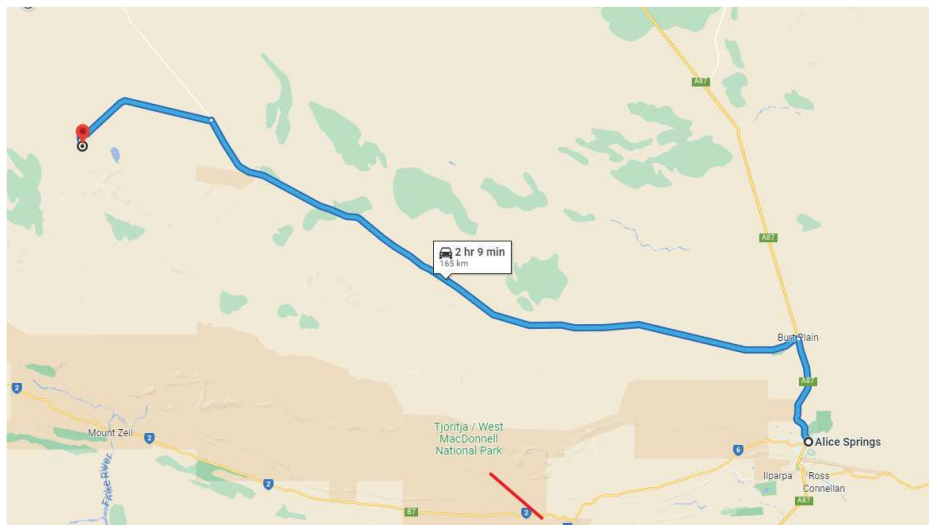 A87
2 hr 9 min
165 km
A87
Burt Plain
A87
2
Mount Zeil
2
Tjoritja / West
MacDonnell
National Park
6
Alice Springs
Ilparpa
Ross
Connellan
2
B7
2
A87